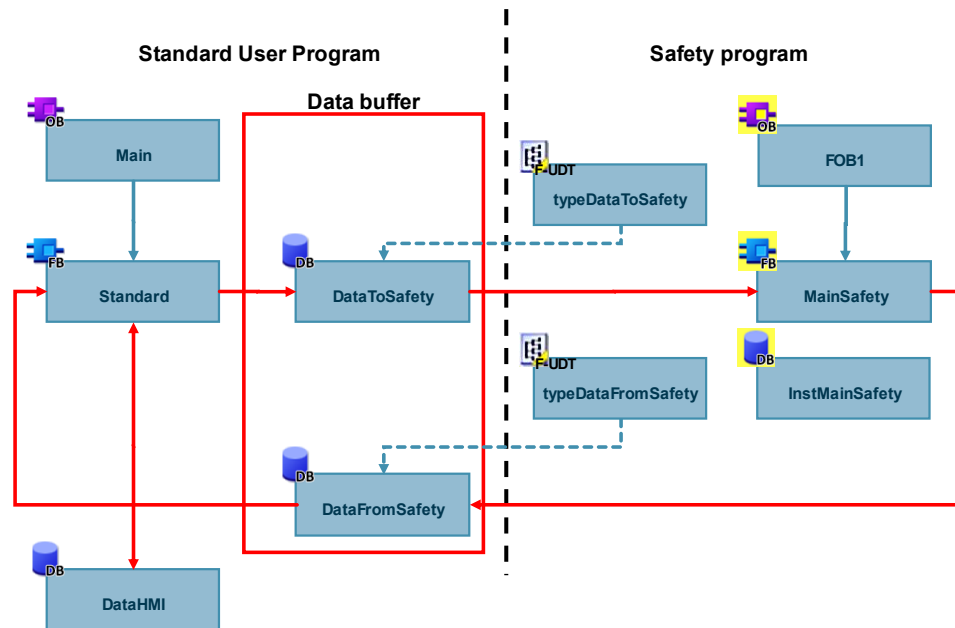 Standard User Program
Safety program
Data buffer
OB
Main
F-UDT
typeDataToSafety
OB
FOB1
FB
Standard
DB
DataToSafety
FB
MainSafety
F-UDT
typeDataFromSafety
DB
InstMainSafety
DB
DataFromSafety
DB
DataHMI